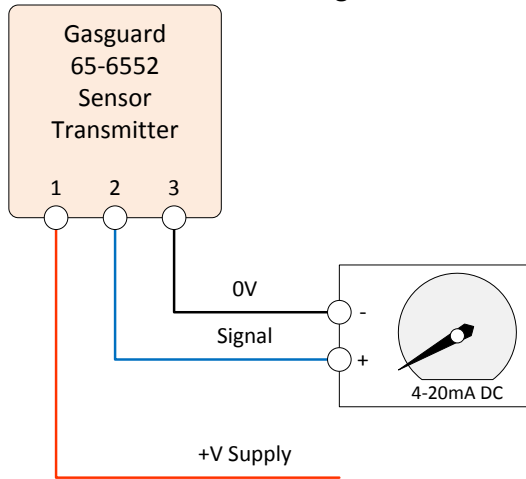 Gasguard
65-6552
Sensor
Transmitter
1 2 3
0V
-
Signal
+
4-20mA DC
+V Supply